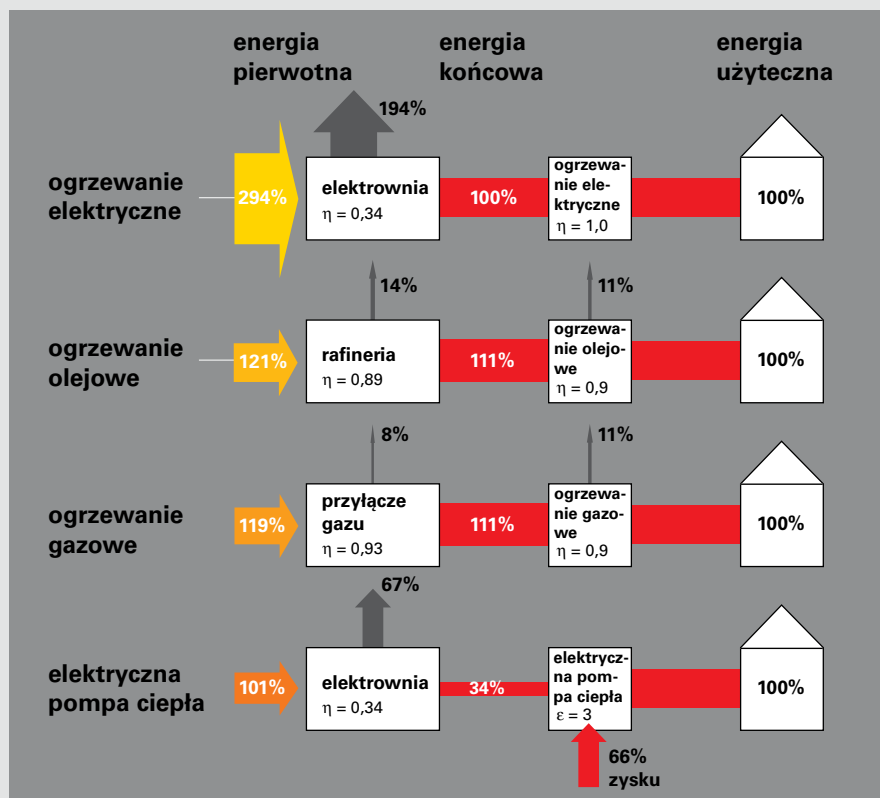 energia
pierwotna
energia
końcowa
energia
użyteczna
194%
ogrzewanie
elektryczne
294%
elektrownia
η = 0,34
100%
ogrzewa-
nie ele-
ktryczne
η = 1,0
100%
14%
11%
ogrzewanie
olejowe
121%
rafineria
η = 0,89
111%
ogrzewa-
nie olejo-
we
η = 0,9
100%
8%
11%
ogrzewanie
gazowe
119%
przyłącze
gazu
η = 0,93
111%
ogrzewa-
nie gazo-
we
η = 0,9
100%
67%
elektryczna
pompa ciepła
101%
elektrownia
η = 0,34
34%
elektrycz-
na pom-
pa ciepła
ε = 3
100%
66%
zysku